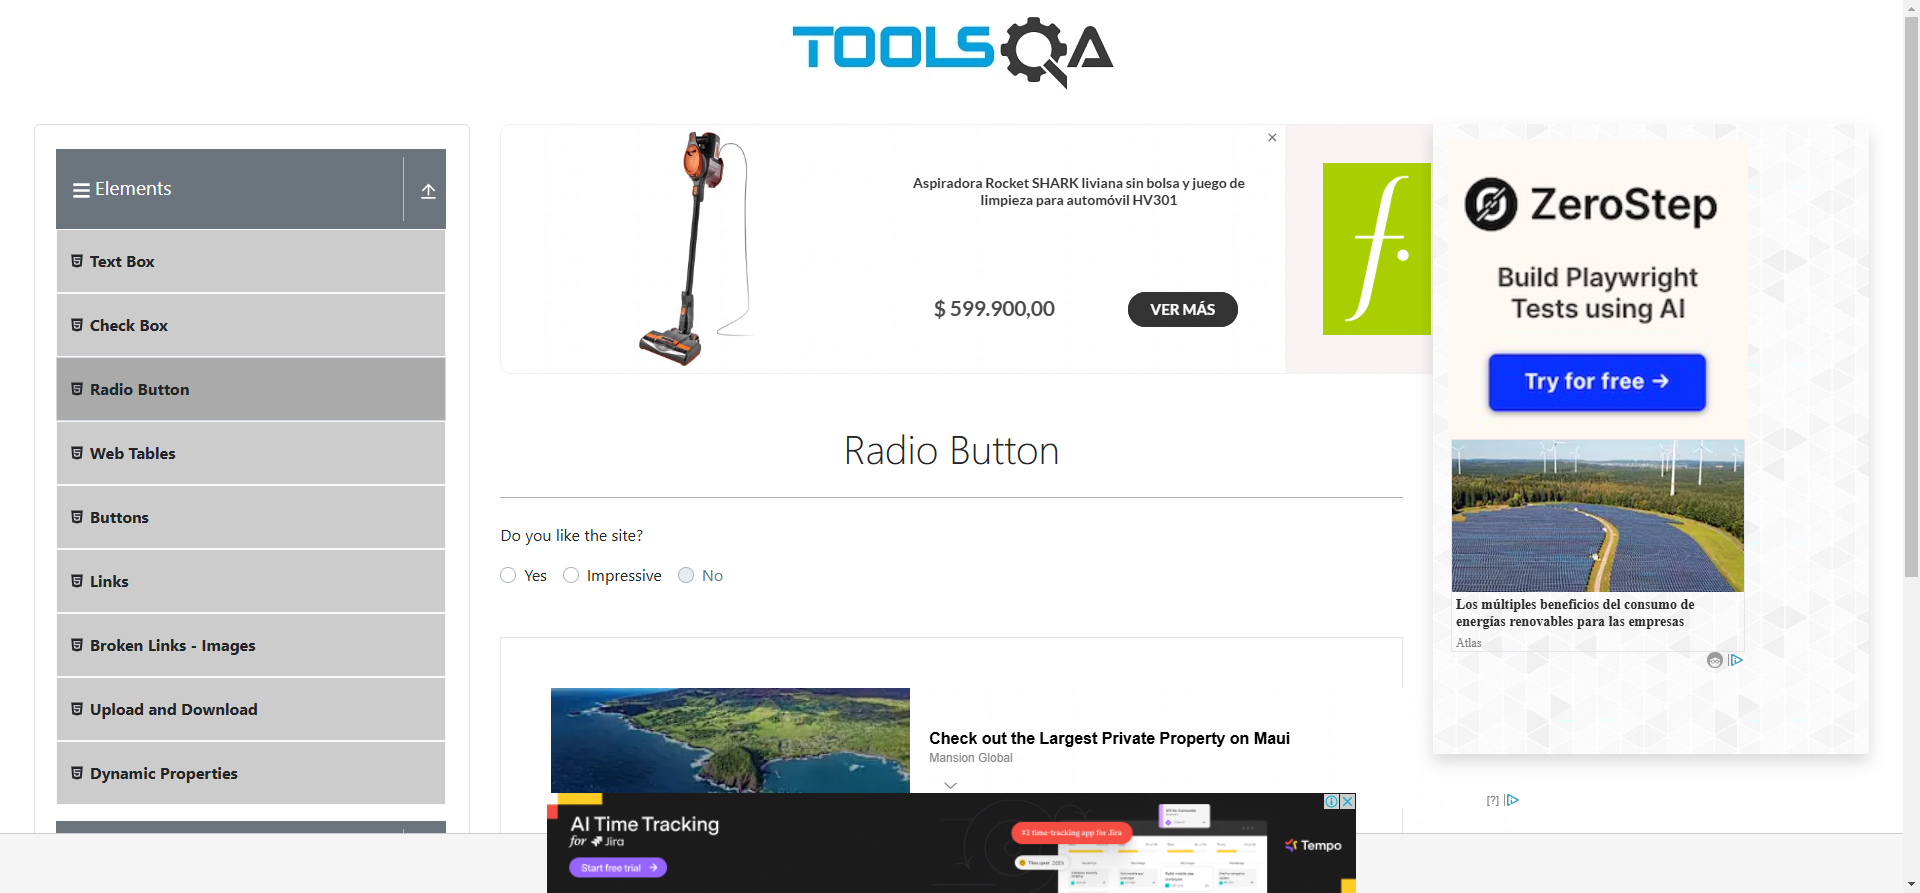 TOOLSQA
Elements
Text Box
Check Box
Radio Button
Web Tables
Buttons
Links
Broken Links - Images
Upload and Download
Dynamic Properties
Aspiradora Rocket SHARK liviana sin bolsa y juego de
limpieza para automóvil HV301
$ 599.900,00
VER MÁS
f.
Radio Button
Do you like the site?
Yes
Impressive
No
Check out the Largest Private Property on Maui
Mansion Global
ZeroStep
Build Playwright
Tests using AI
Try for free →
Los múltiples beneficios del consumo de
energías renovables para las empresas
Atlas
[?]
AI Time Tracking
for Jira
Start free trial →
#1 time-tracking app for Jira
Tempo